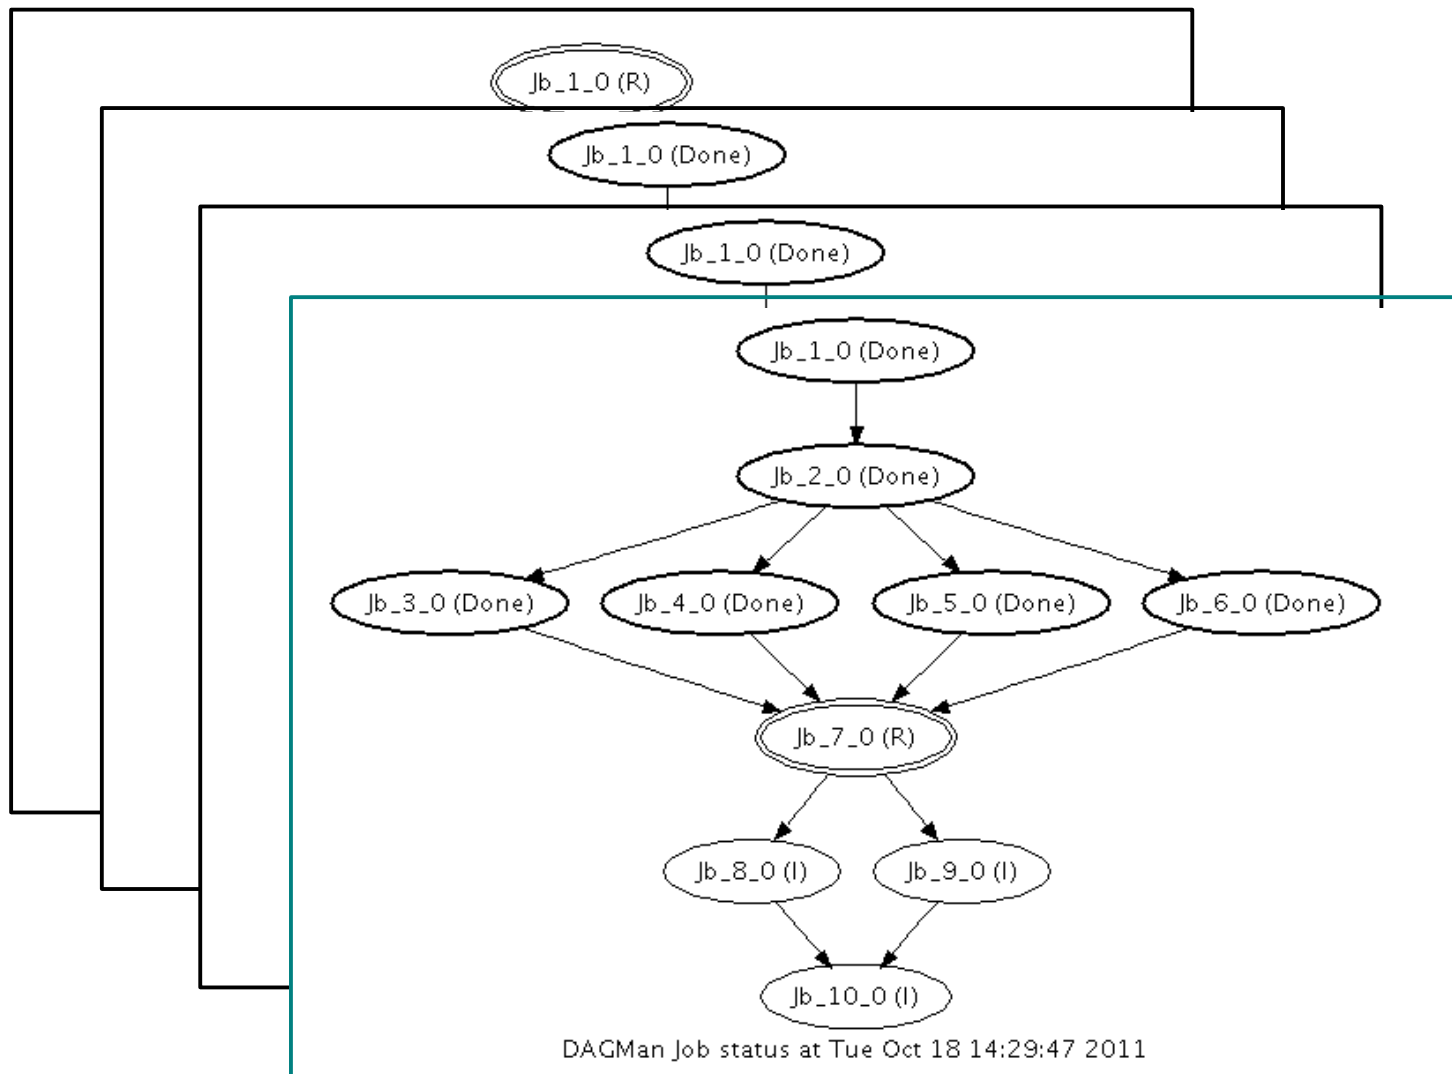 Jb_1_0 (R)
Jb_1_0 (Done)
Jb_1_0 (Done)
Jb_1_0 (Done)
Jb_2_0 (Done)
Jb_3_0 (Done) Jb_4_0 (Done) Jb_5_0 (Done) Jb_6_0 (Done)
Jb_7_0 (R)
Jb_8_0 (I) Jb_9_0 (I)
Jb_10_0 (I)
DAGMan Job status at Tue Oct 18 14:29:47 2011